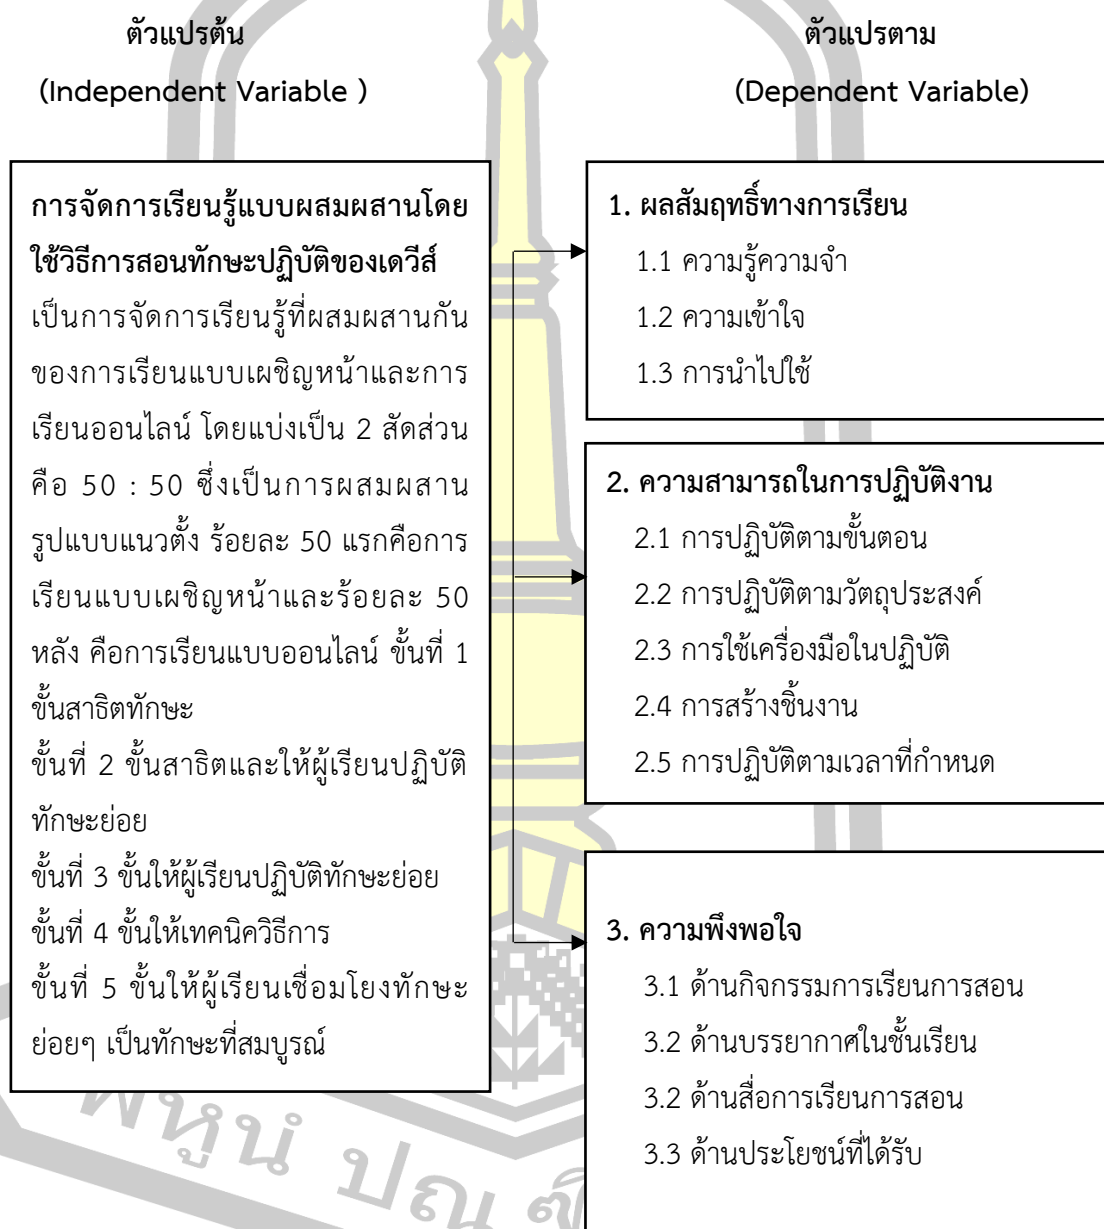 ตัวแปรต้น
(Independent Variable )
ตัวแปรตาม
(Dependent Variable)
การจัดการเรียนรู้แบบผสมผสานโดย
ใช้วิธีการสอนทักษะปฏิบัติของเดวีส์
เป็นการจัดการเรียนรู้ที่ผสมผสานกัน
ของการเรียนแบบเผชิญหน้าและการ
เรียนออนไลน์ โดยแบ่งเป็น 2 สัดส่วน
คือ 50 : 50 ซึ่งเป็นการผสมผสาน
รูปแบบแนวตั้ง ร้อยละ 50 แรกคือการ
เรียนแบบเผชิญหน้าและร้อยละ 50
หลัง คือการเรียนแบบออนไลน์ ขั้นที่ 1
ขั้นสาธิตทักษะ
ขั้นที่ 2 ขั้นสาธิตและให้ผู้เรียนปฏิบัติ
ทักษะย่อย
ขั้นที่ 3 ขั้นให้ผู้เรียนปฏิบัติทักษะย่อย
ขั้นที่ 4 ขั้นให้เทคนิควิธีการ
ขั้นที่ 5 ขั้นให้ผู้เรียนเชื่อมโยงทักษะ
ย่อยๆ เป็นทักษะที่สมบูรณ์
1. ผลสัมฤทธิ์ทางการเรียน
1.1 ความรู้ความจำ
1.2 ความเข้าใจ
1.3 การนำไปใช้
2. ความสามารถในการปฏิบัติงาน
2.1 การปฏิบัติตามขั้นตอน
2.2 การปฏิบัติตามวัตถุประสงค์
2.3 การใช้เครื่องมือในปฏิบัติ
2.4 การสร้างชิ้นงาน
2.5 การปฏิบัติตามเวลาที่กำหนด
3. ความพึงพอใจ
3.1 ด้านกิจกรรมการเรียนการสอน
3.2 ด้านบรรยากาศในชั้นเรียน
3.2 ด้านสื่อการเรียนการสอน
3.3 ด้านประโยชน์ที่ได้รับ
พหูนํ ปณ